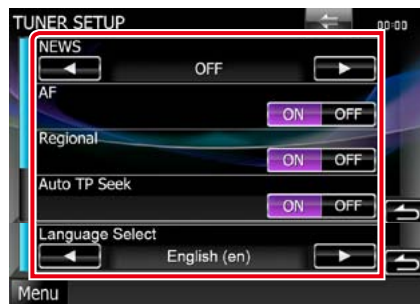 TUNER SETUP
00:00
NEWS
OFF
AF
ON OFF
Regional
ON OFF
Auto TP Seek
ON OFF
Language Select
English (en)
Menu